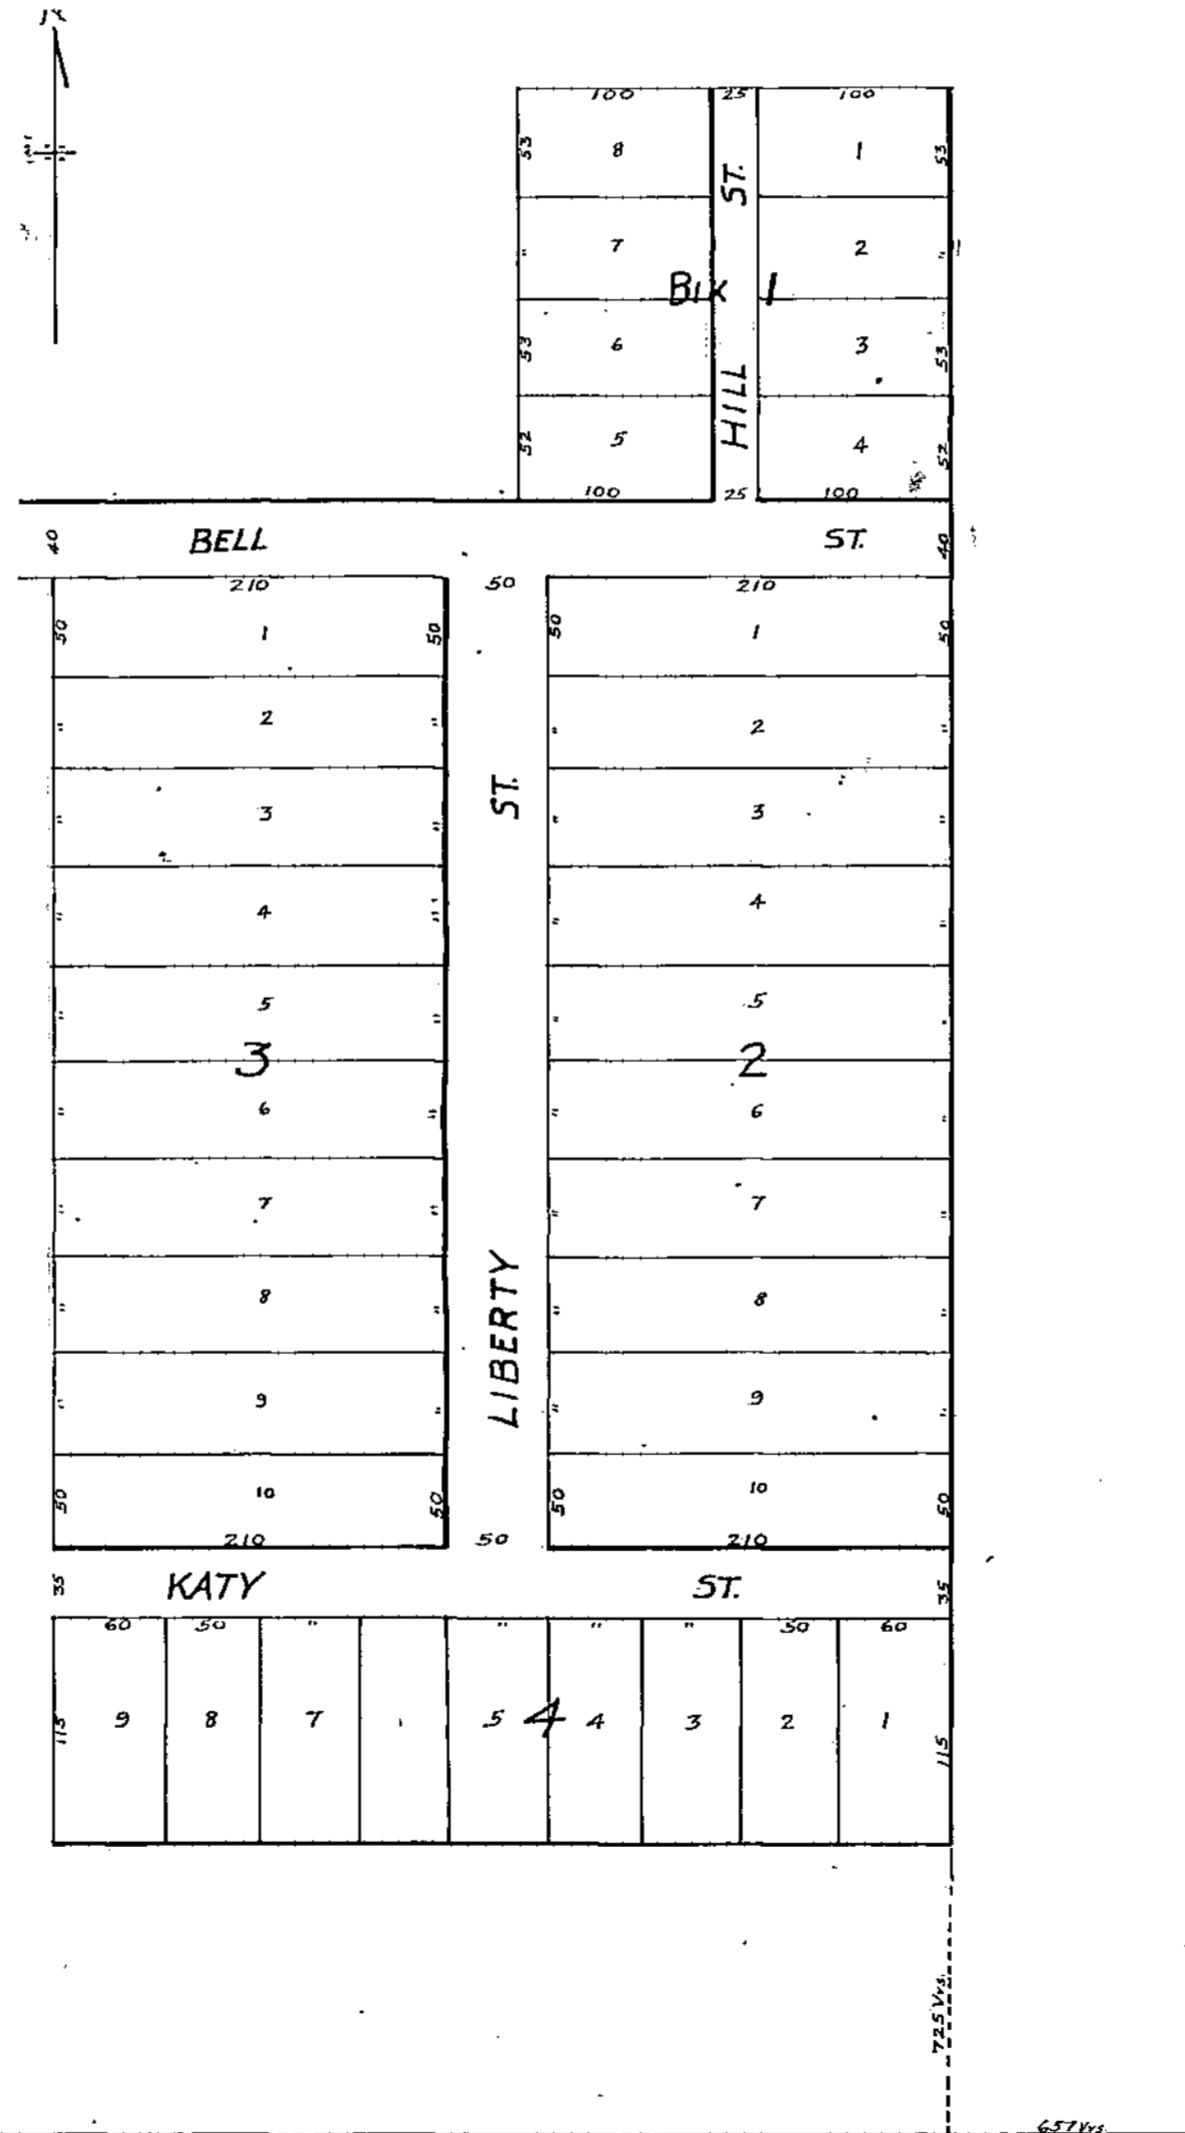 100 25 100
53 8 ST. 1 53
" 7 2 "
Blk 1
53 6 3 53
HILL
52 5 4 52
100 25 100
40 BELL ST. 40
210 50 210
50 1 50 50 1 50
" 2 " " 2 "
" 3 " ST. " 3 "
" 4 " " 4 "
" 5 " " 5
3 2
" 6 " " 6 "
" 7 " " 7 "
" 8 " LIBERTY " 8 "
" 9 " " 9 "
50 10 50 50 10 50
210 50 210
35 KATY ST. 35
60 50 " " " " 50 60
115 9 8 7 5 4 4 3 2 1 115
725 Vrs.
657 Vrs.